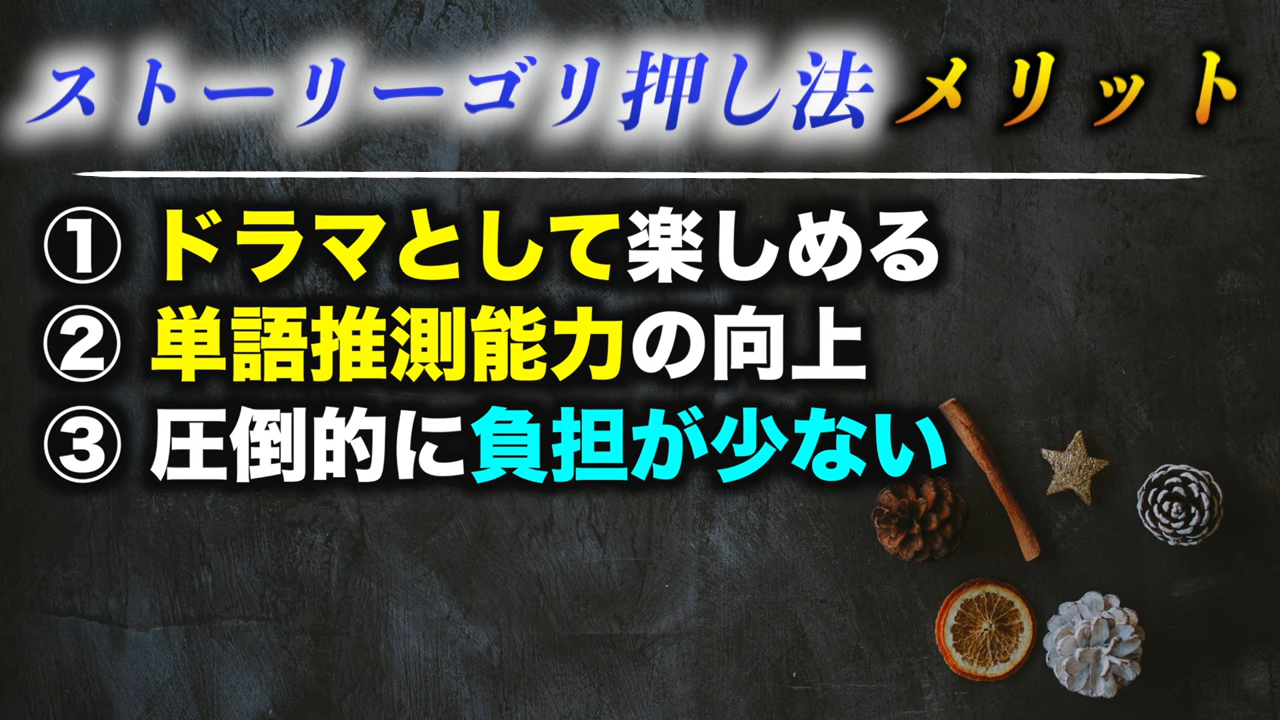 ストーリーゴリ押し法 メリット
① ドラマとして楽しめる
② 単語推測能力の向上
③ 圧倒的に負担が少ない